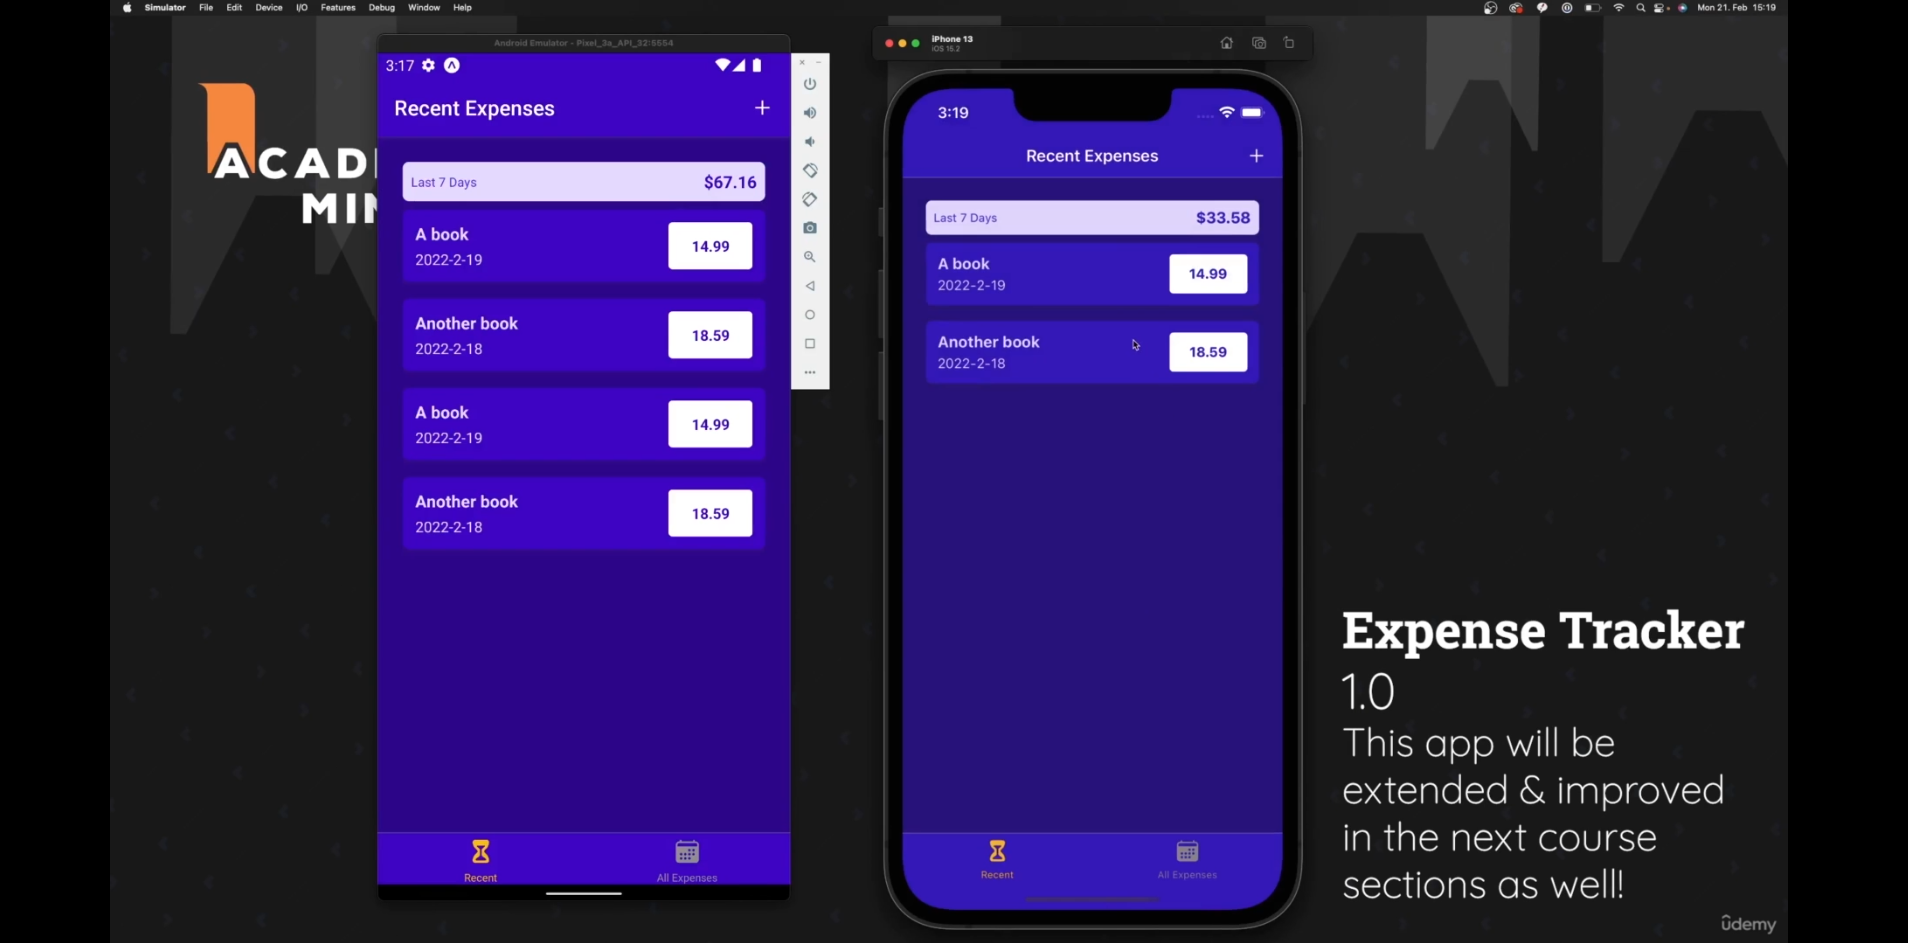 Simulator File Edit Device I/O Features Debug Window Help
Mon 21. Feb 15:19
ACAD
MIN
Android Emulator - Pixel_3a_API_32:5554
3:17
Recent Expenses
Last 7 Days $67.16
A book
2022-2-19
14.99
Another book
2022-2-18
18.59
A book
2022-2-19
14.99
Another book
2022-2-18
18.59
Recent
All Expenses
iPhone 13
iOS 15.2
3:19
Recent Expenses
Last 7 Days $33.58
A book
2022-2-19
14.99
Another book
2022-2-18
18.59
Recent
All Expenses
Expense Tracker
1.0
This app will be
extended & improved
in the next course
sections as well!
ûdemy